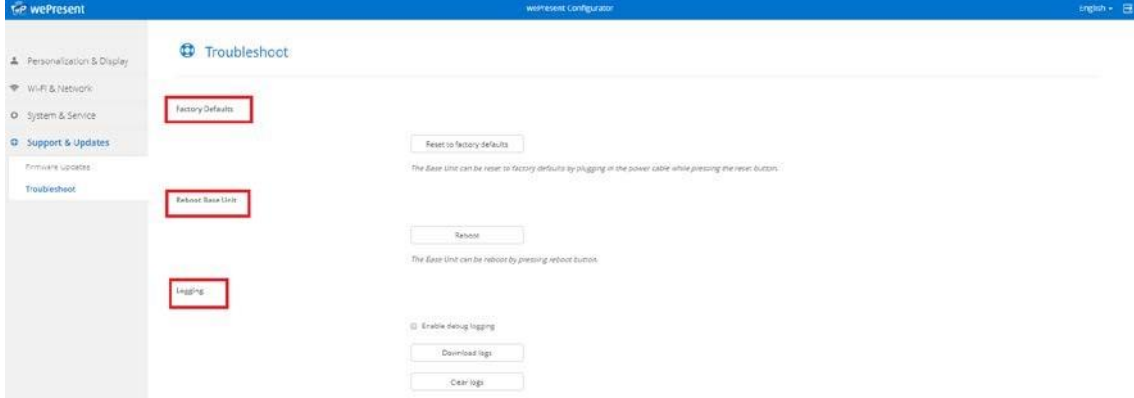 wePresent
wePresent Configurator
English
Troubleshoot
Personalization & Display
Wi-Fi & Network
System & Service
Support & Updates
Firmware Updates
Troubleshoot
Factory Defaults
Reset to factory defaults
The Base Unit can be reset to factory defaults by plugging in the power cable while pressing the reset button.
Reboot Base Unit
Reboot
The Base Unit can be reboot by pressing reboot button.
Logging
Enable debug logging
Download logs
Clear logs